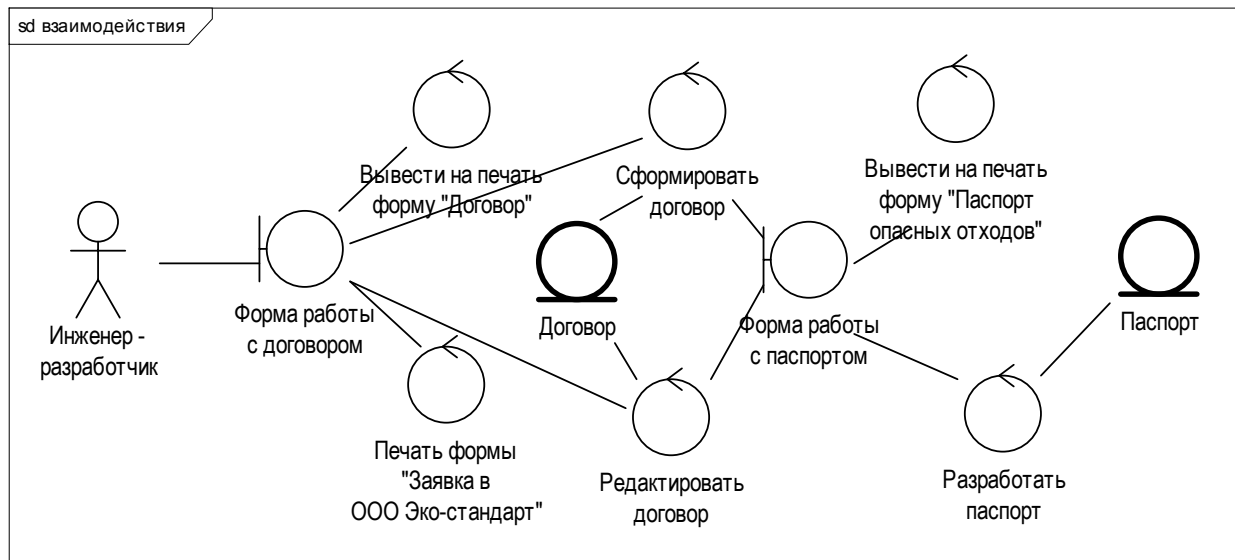 sd взаимодействия
Вывести на печать
форму "Договор"
Сформировать
договор
Вывести на печать
форму "Паспорт
опасных отходов"
Инженер -
разработчик
Форма работы
с договором
Договор
Форма работы
с паспортом
Паспорт
Печать формы
"Заявка в
ООО Эко-стандарт"
Редактировать
договор
Разработать
паспорт